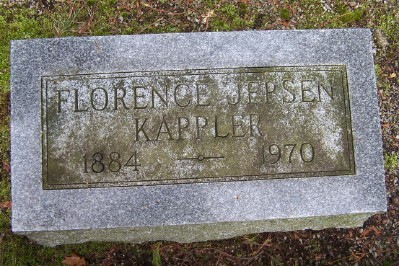 FLORENCE JEPSEN
KAPPLER
1884 — 1970